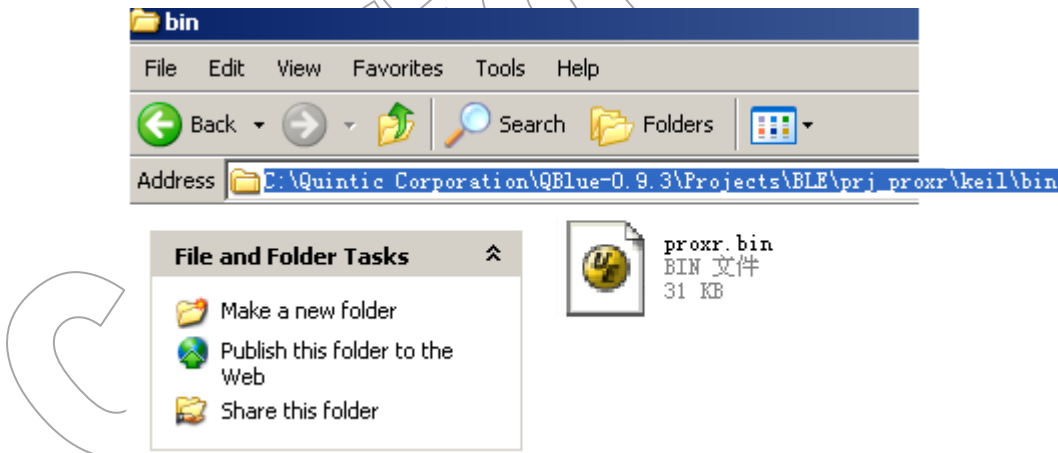 bin
File Edit View Favorites Tools Help
Back Search Folders
Address C:\Quintic Corporation\QBlue-0.9.3\Projects\BLE\prj_proxr\keil\bin
File and Folder Tasks
Make a new folder
Publish this folder to the
Web
Share this folder
proxr.bin
BIN 文件
31 KB